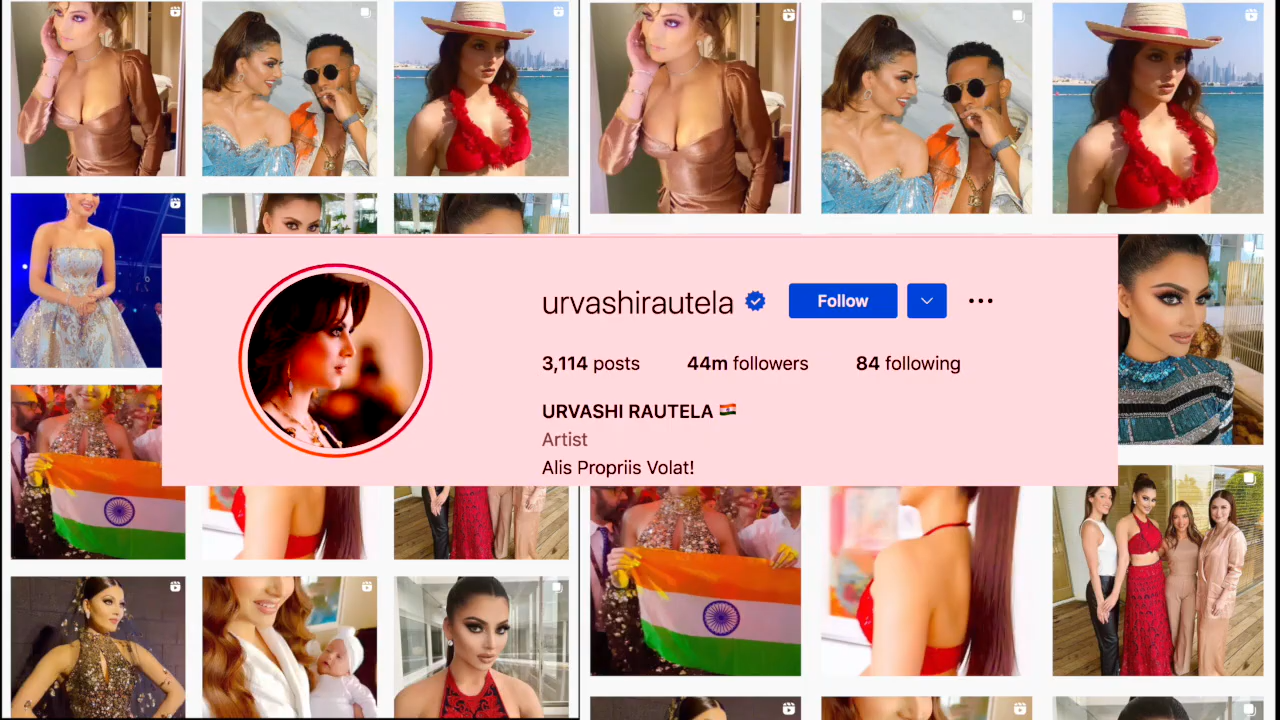 urvashirautela Follow
3,114 posts 44m followers 84 following
URVASHI RAUTELA
Artist
Alis Propriis Volat!